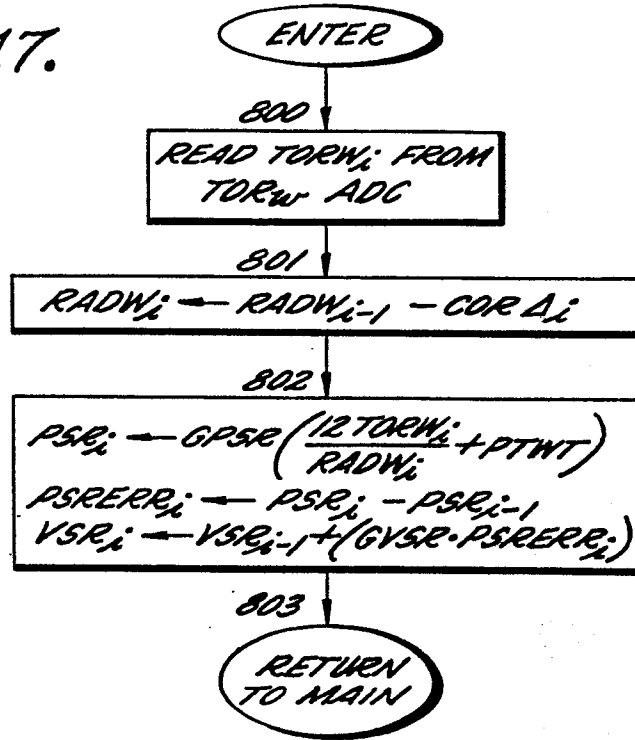 17.
ENTER
800
READ TORWi FROM
TORw ADC
801
RADWi ← RADWi-1 - COR Δi
802
PSRi ← GPSR(12 TORWi/RADWi + PTWT)
PSRERRi ← PSRi - PSRi-1
VSRi ← VSRi-1 + (GVSR·PSRERRi)
803
RETURN
TO MAIN